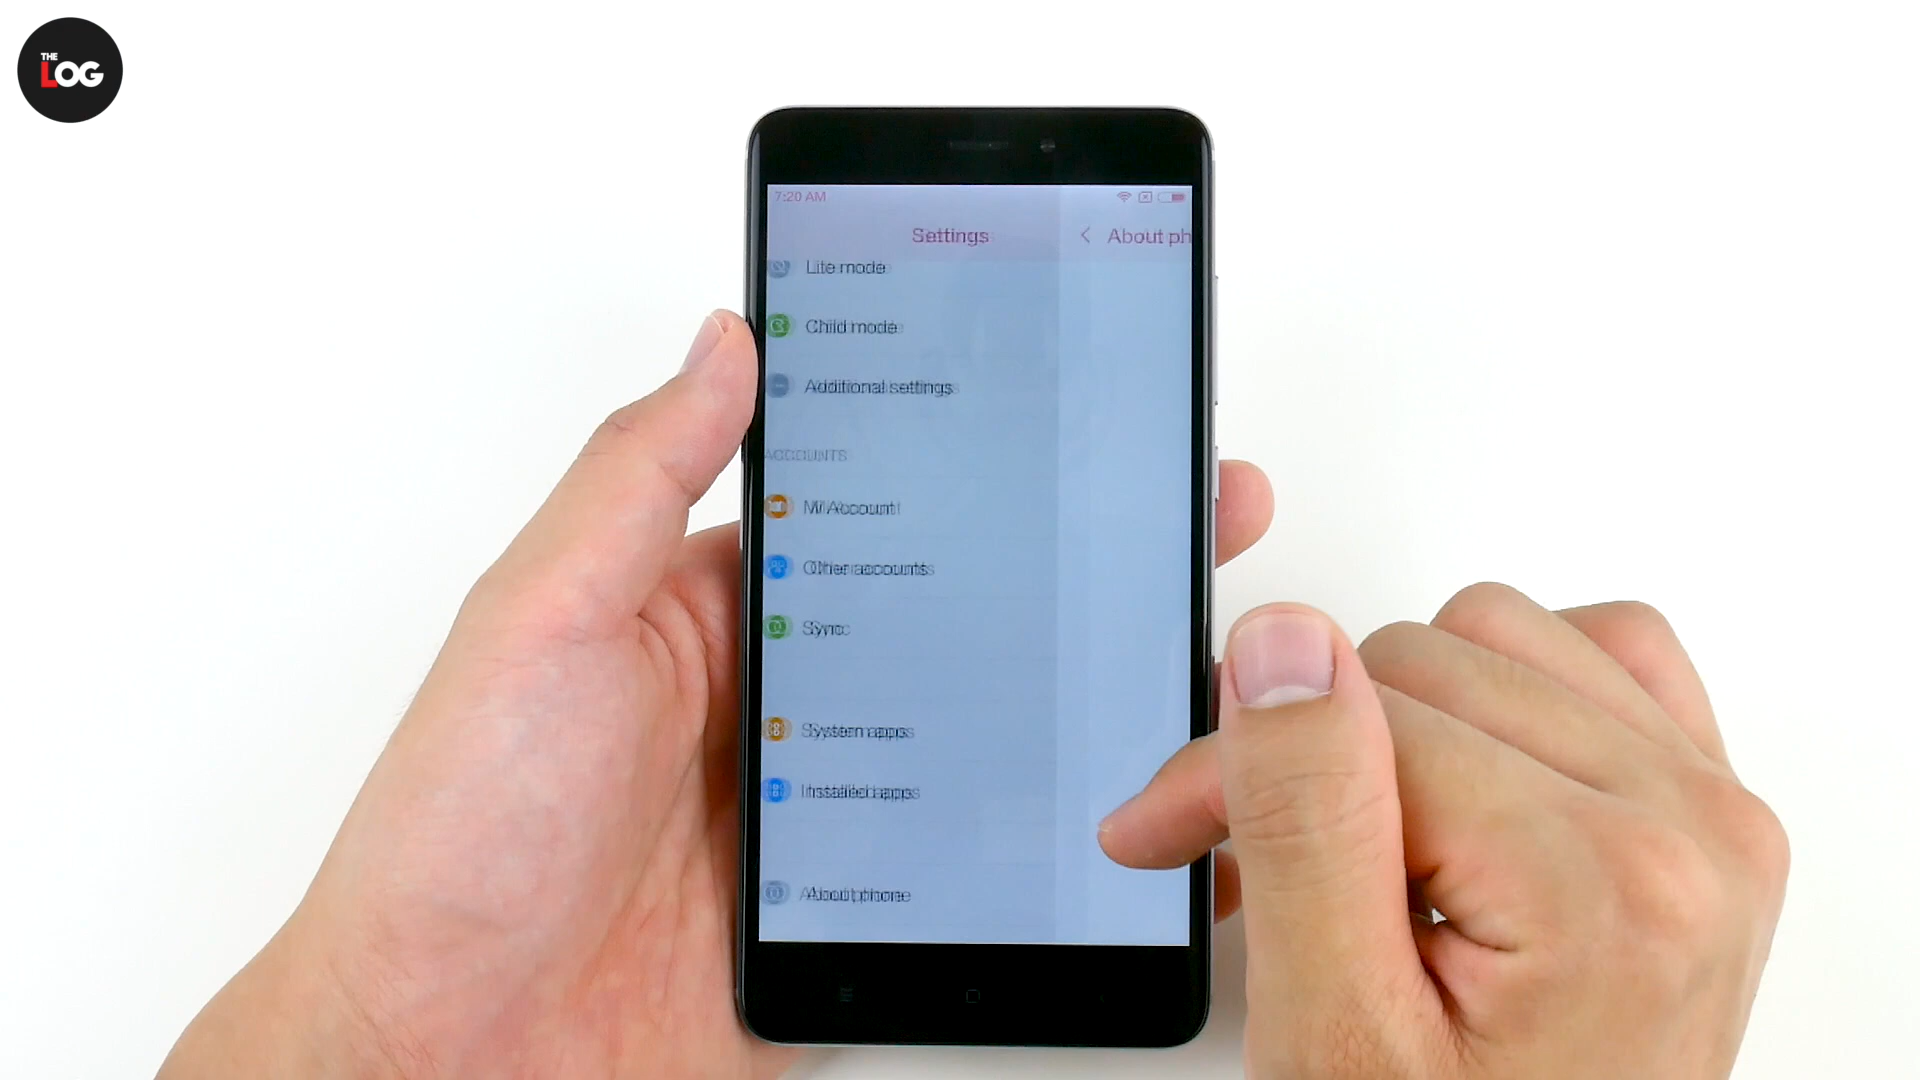 THE
LOG
7:20 AM
Settings
About ph
Lite mode
Child mode
Additional settings
ACCOUNTS
Mi Account
Other accounts
Sync
System apps
Installed apps
About phone